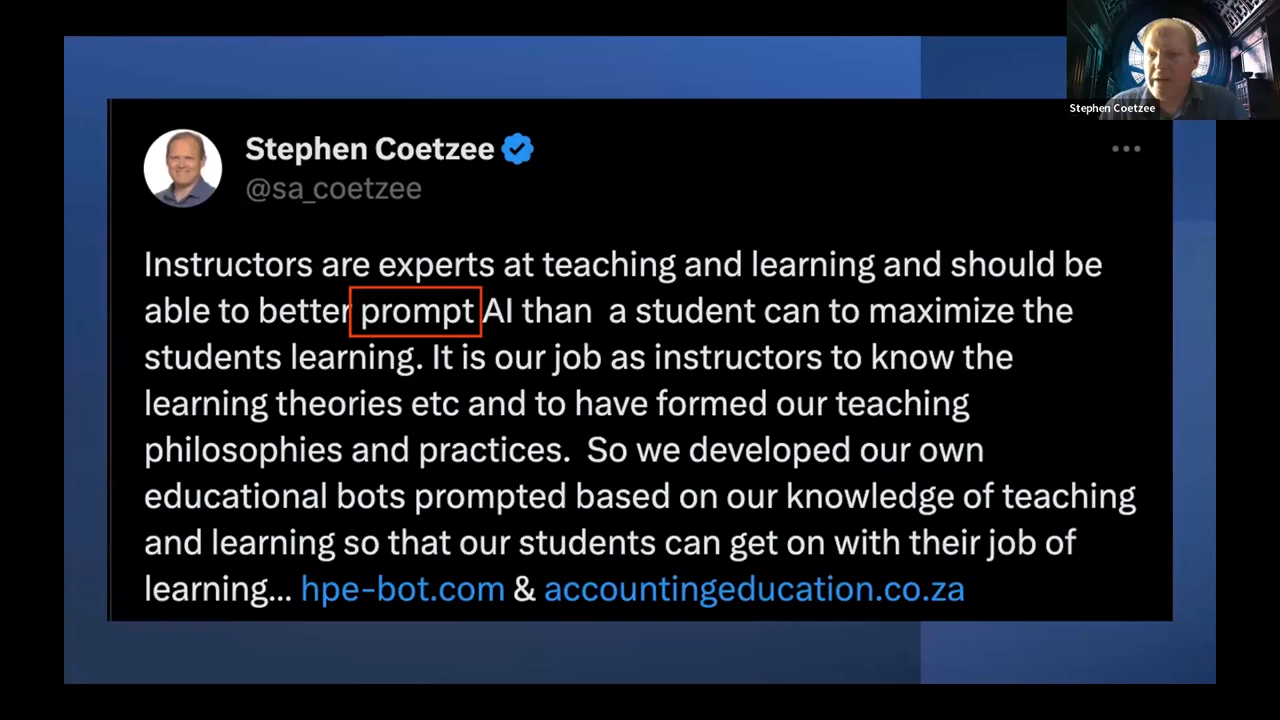 Stephen Coetzee
Stephen Coetzee
@sa_coetzee
Instructors are experts at teaching and learning and should be
able to better prompt AI than  a student can to maximize the
students learning. It is our job as instructors to know the
learning theories etc and to have formed our teaching
philosophies and practices.  So we developed our own
educational bots prompted based on our knowledge of teaching
and learning so that our students can get on with their job of
learning... hpe-bot.com & accountingeducation.co.za